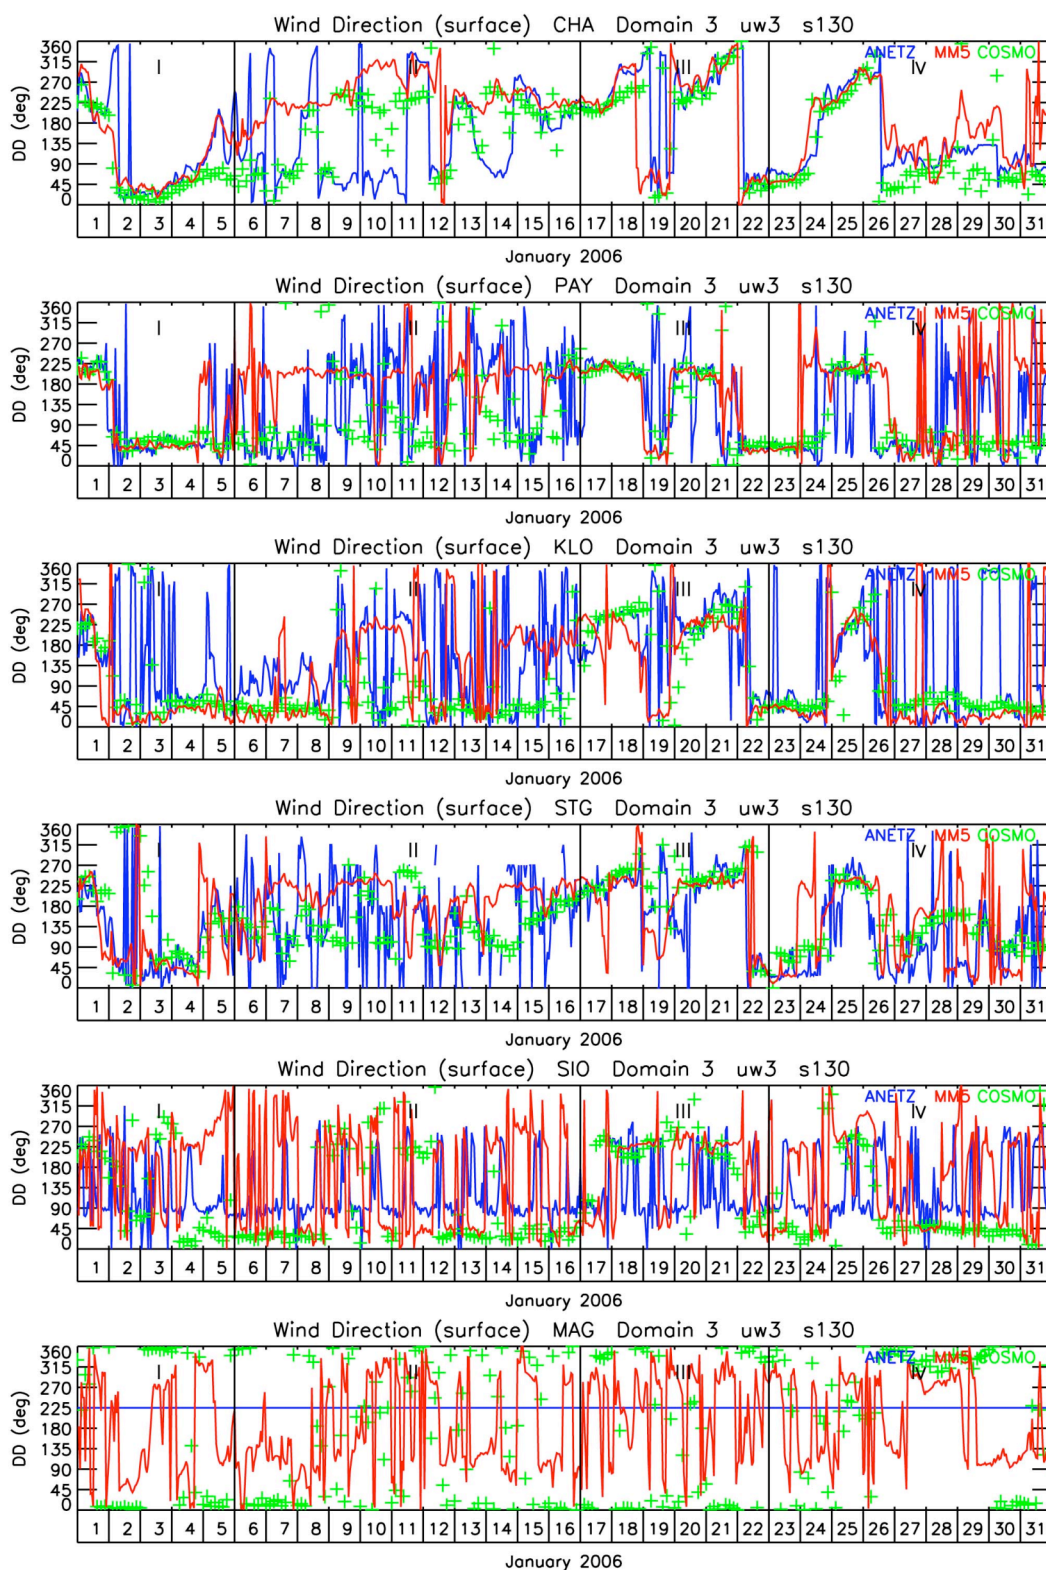 Wind Direction (surface) CHA Domain 3 uw3 s130
ANETZ MM5 COSMO
I II III IV
DD (deg)
360
315
270
225
180
135
90
45
0
1 2 3 4 5 6 7 8 9 10 11 12 13 14 15 16 17 18 19 20 21 22 23 24 25 26 27 28 29 30 31
January 2006
Wind Direction (surface) PAY Domain 3 uw3 s130
ANETZ MM5 COSMO
I II III IV
DD (deg)
360
315
270
225
180
135
90
45
0
1 2 3 4 5 6 7 8 9 10 11 12 13 14 15 16 17 18 19 20 21 22 23 24 25 26 27 28 29 30 31
January 2006
Wind Direction (surface) KLO Domain 3 uw3 s130
ANETZ MM5 COSMO
I II III IV
DD (deg)
360
315
270
225
180
135
90
45
0
1 2 3 4 5 6 7 8 9 10 11 12 13 14 15 16 17 18 19 20 21 22 23 24 25 26 27 28 29 30 31
January 2006
Wind Direction (surface) STG Domain 3 uw3 s130
ANETZ MM5 COSMO
I II III IV
DD (deg)
360
315
270
225
180
135
90
45
0
1 2 3 4 5 6 7 8 9 10 11 12 13 14 15 16 17 18 19 20 21 22 23 24 25 26 27 28 29 30 31
January 2006
Wind Direction (surface) SIO Domain 3 uw3 s130
ANETZ MM5 COSMO
I II III IV
DD (deg)
360
315
270
225
180
135
90
45
0
1 2 3 4 5 6 7 8 9 10 11 12 13 14 15 16 17 18 19 20 21 22 23 24 25 26 27 28 29 30 31
January 2006
Wind Direction (surface) MAG Domain 3 uw3 s130
ANETZ MM5 COSMO
I II III IV
DD (deg)
360
315
270
225
180
135
90
45
0
1 2 3 4 5 6 7 8 9 10 11 12 13 14 15 16 17 18 19 20 21 22 23 24 25 26 27 28 29 30 31
January 2006